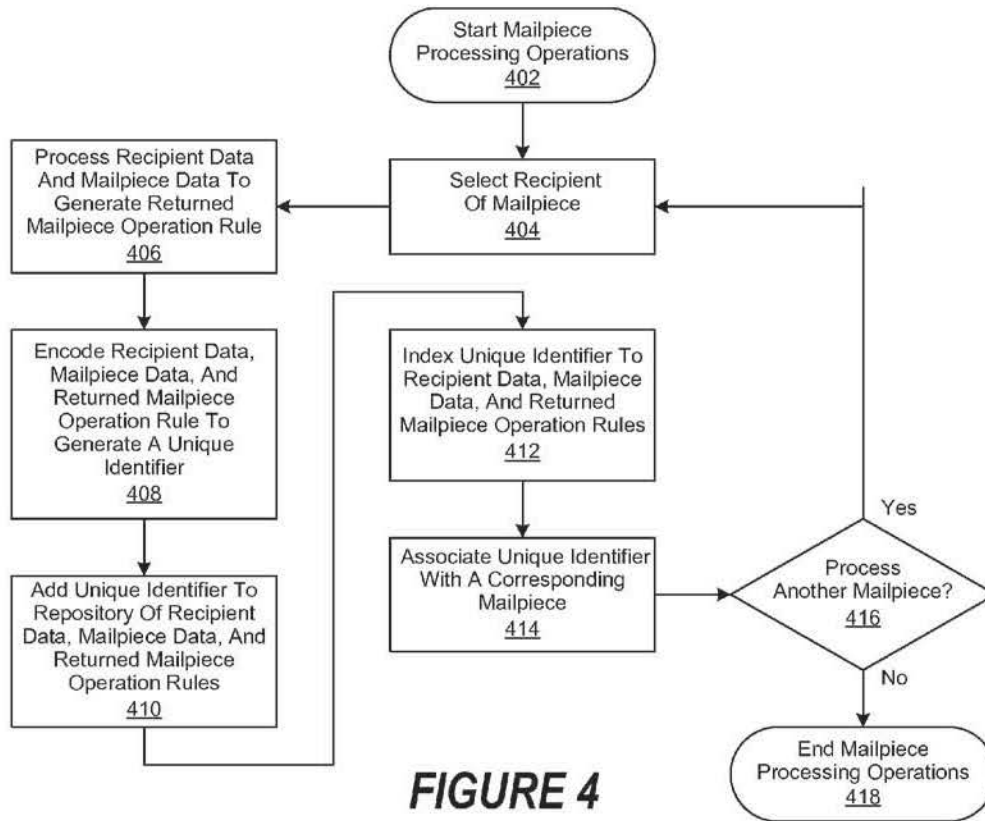 Start Mailpiece
Processing Operations
402
Select Recipient
Of Mailpiece
404
Process Recipient Data
And Mailpiece Data To
Generate Returned
Mailpiece Operation Rule
406
Encode Recipient Data,
Mailpiece Data, And
Returned Mailpiece
Operation Rule To
Generate A Unique
Identifier
408
Add Unique Identifier To
Repository Of Recipient
Data, Mailpiece Data, And
Returned Mailpiece
Operation Rules
410
Index Unique Identifier To
Recipient Data, Mailpiece
Data, And Returned
Mailpiece Operation Rules
412
Associate Unique Identifier
With A Corresponding
Mailpiece
414
Process
Another Mailpiece?
416
Yes
No
End Mailpiece
Processing Operations
418
FIGURE 4